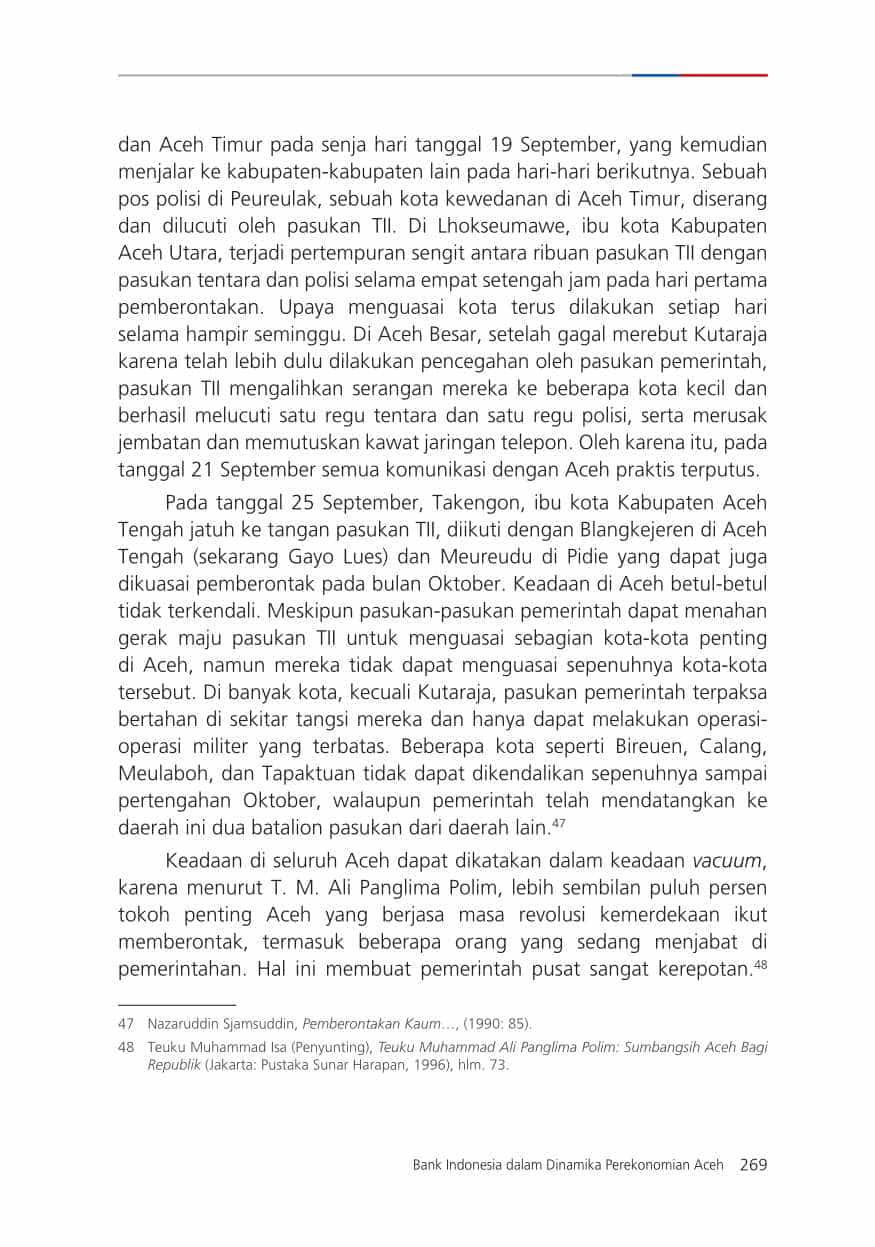 dan Aceh Timur pada senja hari tanggal 19 September, yang kemudian
menjalar ke kabupaten-kabupaten lain pada hari-hari berikutnya. Sebuah
pos polisi di Peureulak, sebuah kota kewedanan di Aceh Timur, diserang
dan dilucuti oleh pasukan TII. Di Lhokseumawe, ibu kota Kabupaten
Aceh Utara, terjadi pertempuran sengit antara ribuan pasukan TII dengan
pasukan tentara dan polisi selama empat setengah jam pada hari pertama
pemberontakan. Upaya menguasai kota terus dilakukan setiap hari
selama hampir seminggu. Di Aceh Besar, setelah gagal merebut Kutaraja
karena telah lebih dulu dilakukan pencegahan oleh pasukan pemerintah,
pasukan TII mengalihkan serangan mereka ke beberapa kota kecil dan
berhasil melucuti satu regu tentara dan satu regu polisi, serta merusak
jembatan dan memutuskan kawat jaringan telepon. Oleh karena itu, pada
tanggal 21 September semua komunikasi dengan Aceh praktis terputus.
Pada tanggal 25 September, Takengon, ibu kota Kabupaten Aceh
Tengah jatuh ke tangan pasukan TII, diikuti dengan Blangkejeren di Aceh
Tengah (sekarang Gayo Lues) dan Meureudu di Pidie yang dapat juga
dikuasai pemberontak pada bulan Oktober. Keadaan di Aceh betul-betul
tidak terkendali. Meskipun pasukan-pasukan pemerintah dapat menahan
gerak maju pasukan TII untuk menguasai sebagian kota-kota penting
di Aceh, namun mereka tidak dapat menguasai sepenuhnya kota-kota
tersebut. Di banyak kota, kecuali Kutaraja, pasukan pemerintah terpaksa
bertahan di sekitar tangsi mereka dan hanya dapat melakukan operasi-
operasi militer yang terbatas. Beberapa kota seperti Bireuen, Calang,
Meulaboh, dan Tapaktuan tidak dapat dikendalikan sepenuhnya sampai
pertengahan Oktober, walaupun pemerintah telah mendatangkan ke
daerah ini dua batalion pasukan dari daerah lain.47
Keadaan di seluruh Aceh dapat dikatakan dalam keadaan vacuum,
karena menurut T. M. Ali Panglima Polim, lebih sembilan puluh persen
tokoh penting Aceh yang berjasa masa revolusi kemerdekaan ikut
memberontak, termasuk beberapa orang yang sedang menjabat di
pemerintahan. Hal ini membuat pemerintah pusat sangat kerepotan.48
47 Nazaruddin Sjamsuddin, Pemberontakan Kaum…, (1990: 85).
48 Teuku Muhammad Isa (Penyunting), Teuku Muhammad Ali Panglima Polim: Sumbangsih Aceh Bagi
Republik (Jakarta: Pustaka Sunar Harapan, 1996), hlm. 73.
Bank Indonesia dalam Dinamika Perekonomian Aceh 269